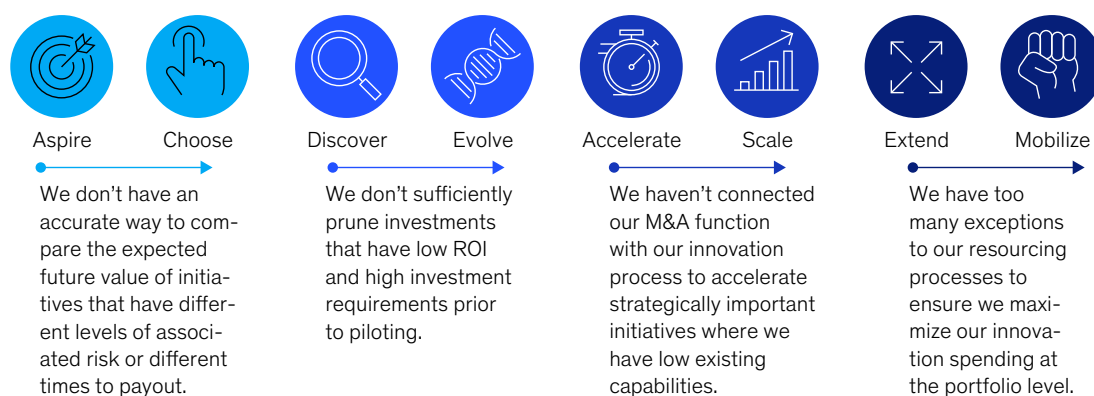 Aspire
Choose
We don't have an
accurate way to com-
pare the expected
future value of initia-
tives that have differ-
ent levels of associ-
ated risk or different
times to payout.
Discover
Evolve
We don't sufficiently
prune investments
that have low ROI
and high investment
requirements prior
to piloting.
Accelerate
Scale
We haven't connected
our M&A function
with our innovation
process to accelerate
strategically important
initiatives where we
have low existing
capabilities.
Extend
Mobilize
We have too
many exceptions
to our resourcing
processes to
ensure we maxi-
mize our innova-
tion spending at
the portfolio level.